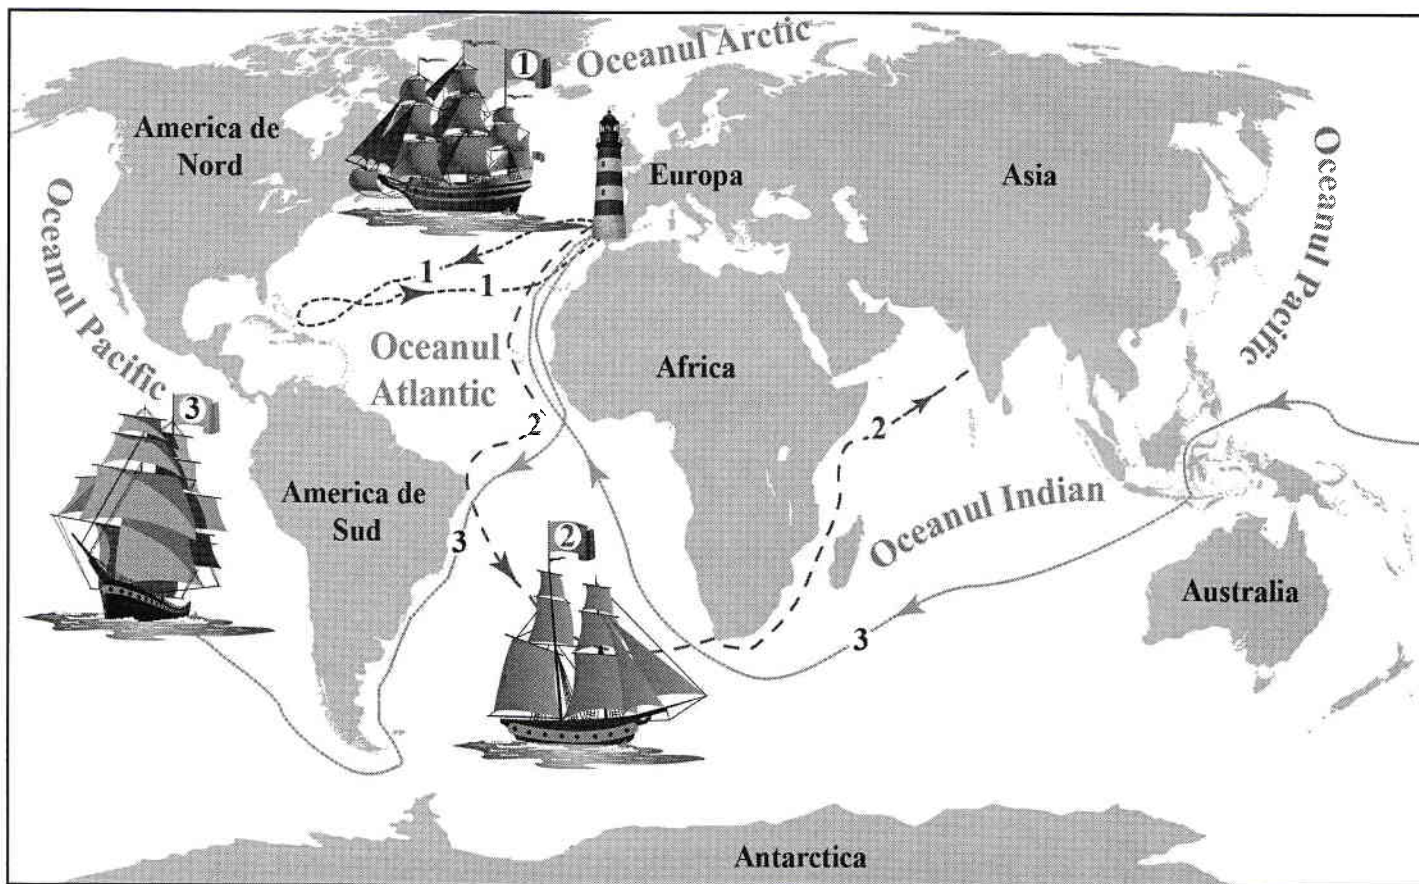 Oceanul Arctic
1
America de
Nord
Europa
Asia
Oceanul Pacific
Oceanul Pacific
1
1
Oceanul
Atlantic
Africa
3
2
2
America de
Sud
Oceanul Indian
3
2
Australia
3
Antarctica